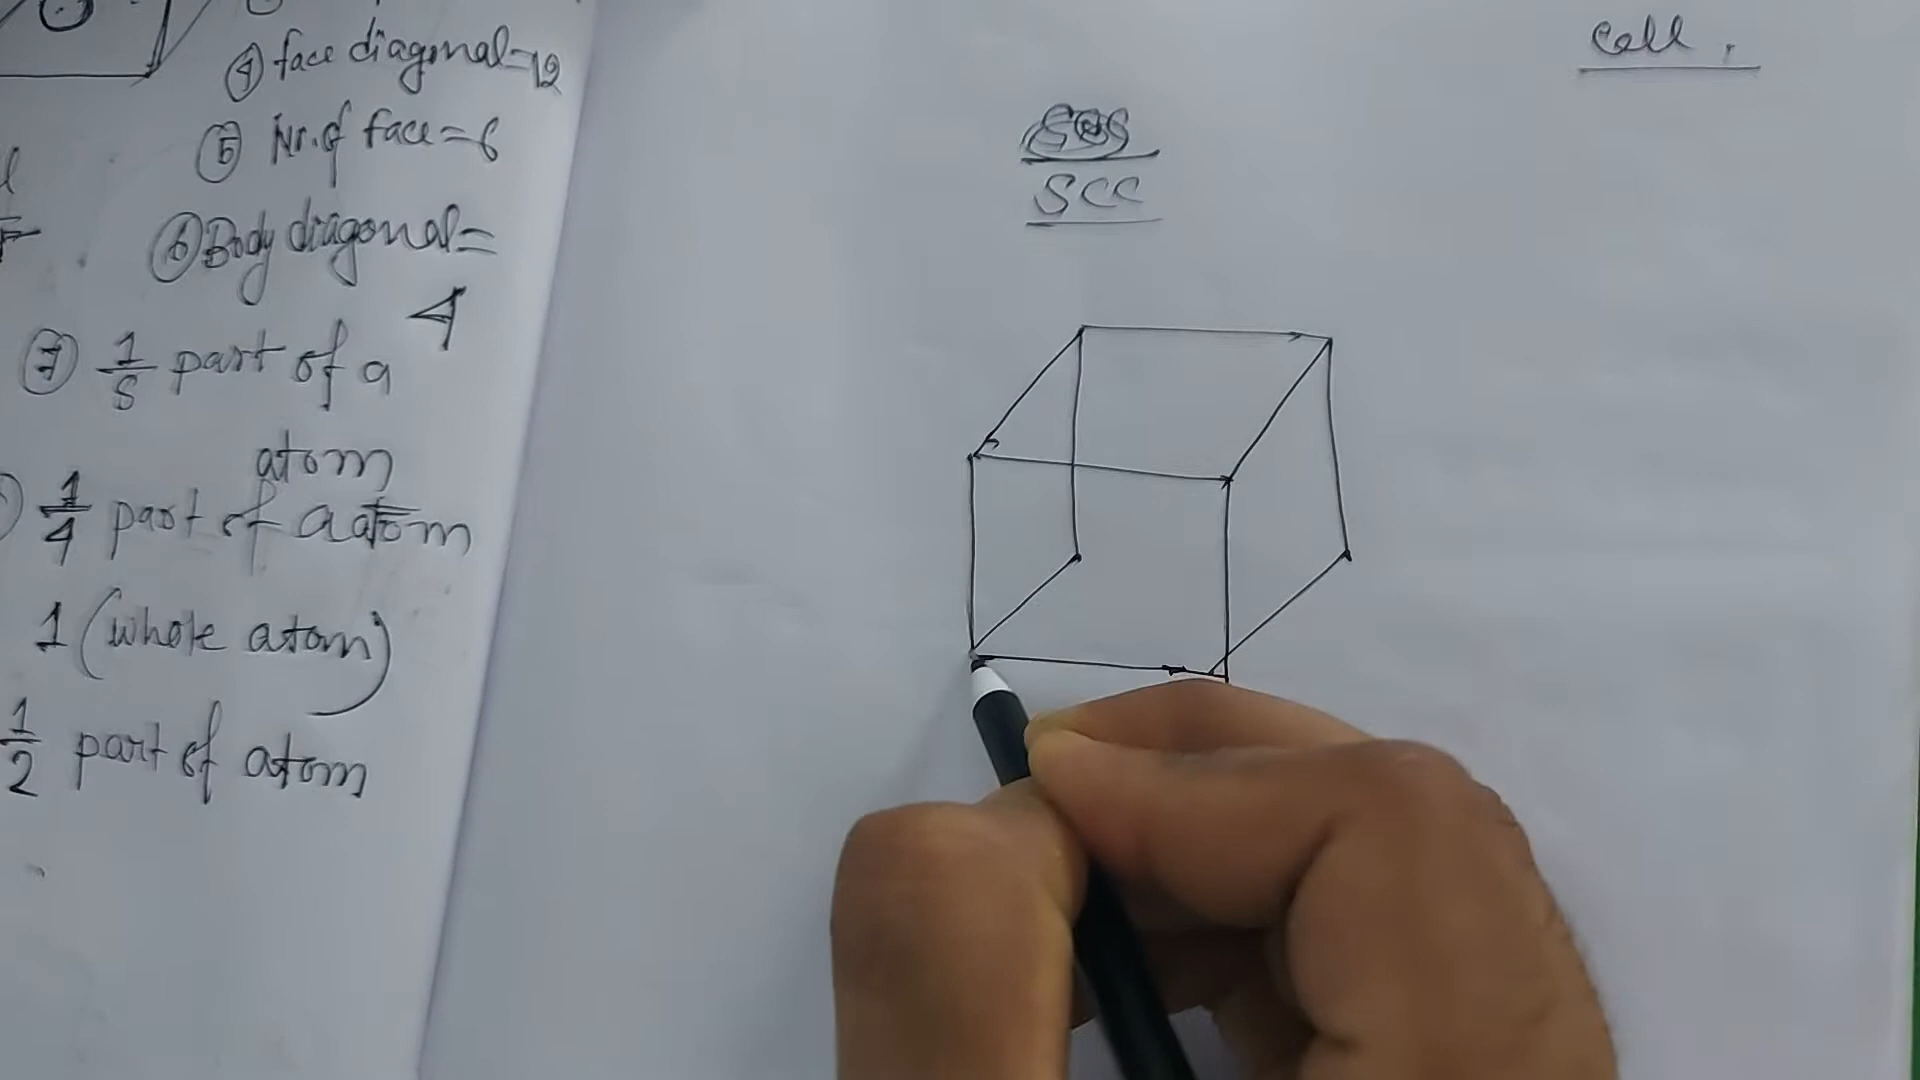 ④ face diagonal=12
⑤ Nr. of face=6
⑥ Body diagonal=
4
⑦ 1/8 part of a
atom
1/4 part of a atom
1 (whole atom)
1/2 part of atom
cell.
SCC